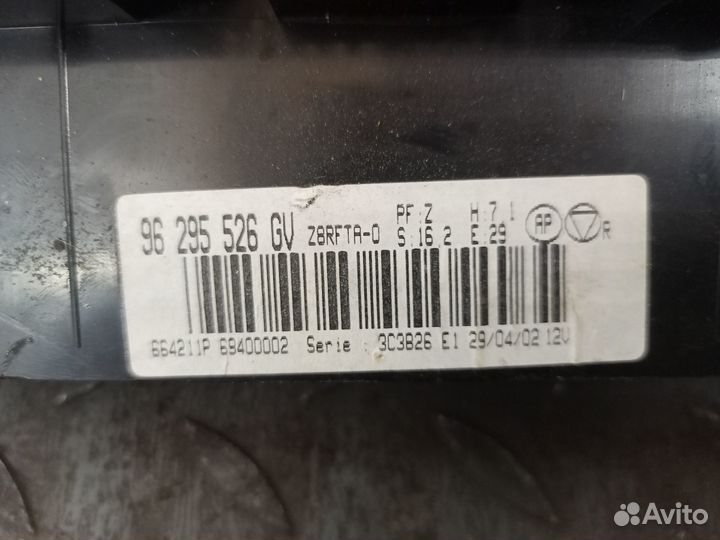 96 295 526 GV Z8RFTA-0 PF:Z H:7.1 AP
S:16.2 E:29 R
664211P 69400002 Serie : 3C3B26 E1 29/04/02 12V
Avito